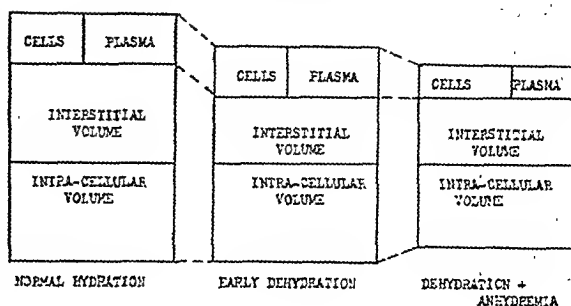 CELLS
PLASMA
INTERSTITIAL
VOLUME
INTRA-CELLULAR
VOLUME
NORMAL HYDRATION
CELLS
PLASMA
INTERSTITIAL
VOLUME
INTRA-CELLULAR
VOLUME
EARLY DEHYDRATION
CELLS
PLASMA
INTERSTITIAL
VOLUME
INTRA-CELLULAR
VOLUME
DEHYDRATION +
ANHYDREMIA